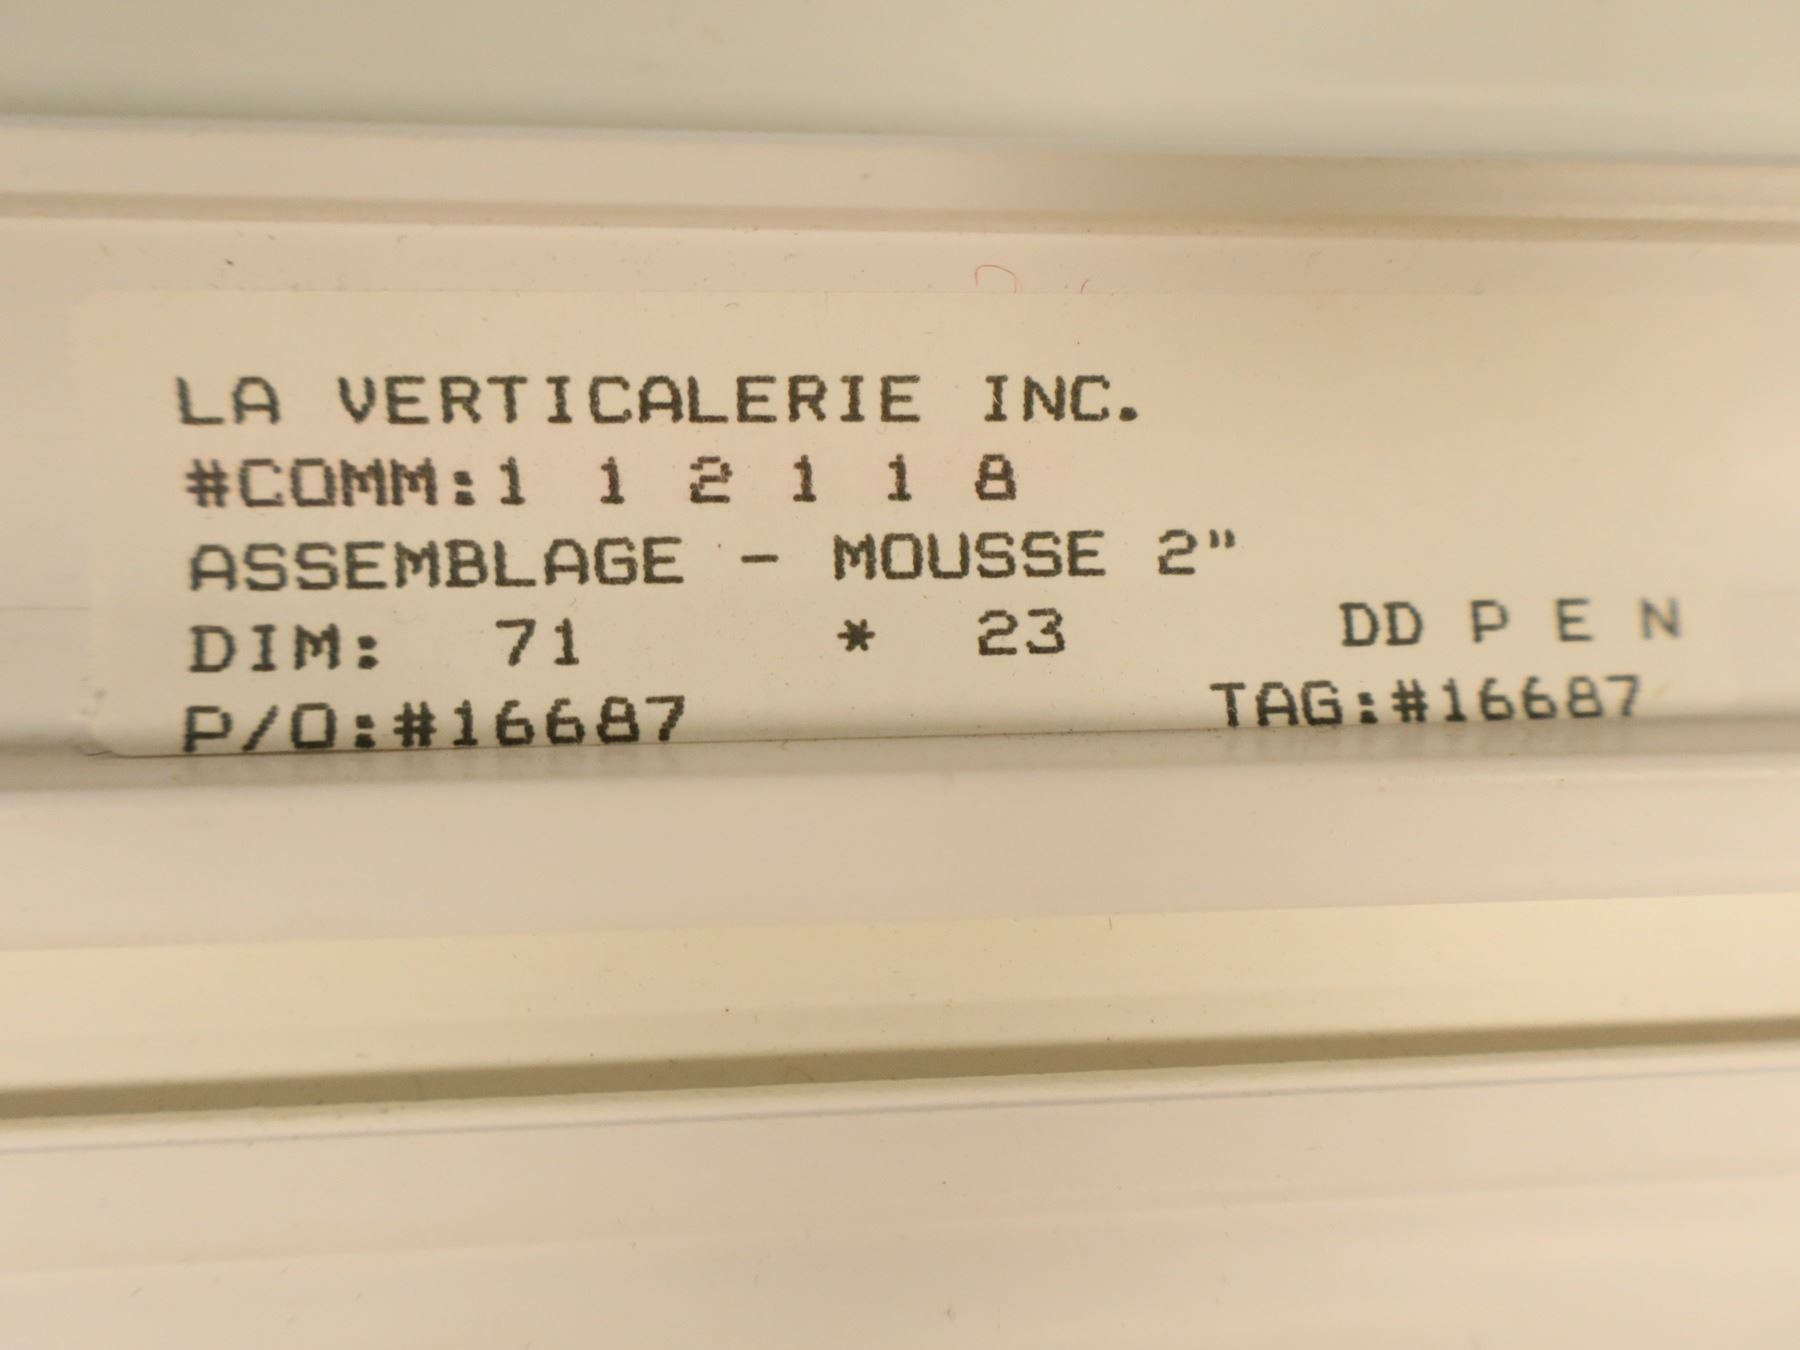 LA VERTICALERIE INC.
#COMM:1 1 2 1 1 8
ASSEMBLAGE - MOUSSE 2"
DIM: 71 * 23 DD P E N
P/O:#16687 TAG:#16687